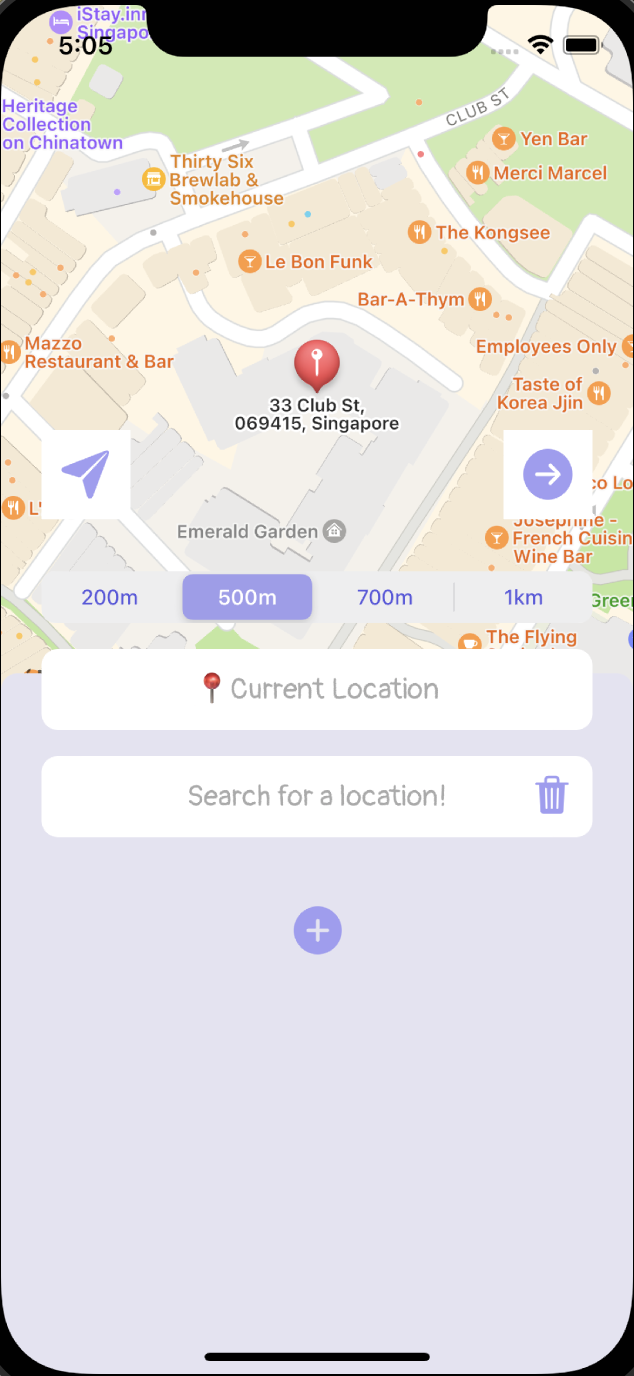 iStay.inn
Singapo
5:05
Heritage
Collection
on Chinatown
CLUB ST
Yen Bar
Thirty Six
Brewlab &
Smokehouse
Merci Marcel
The Kongsee
Le Bon Funk
Bar-A-Thym
Mazzo
Restaurant & Bar
Employees Only
Taste of
Korea Jjin
33 Club St,
069415, Singapore
co Lo
L'
Josephine -
French Cuisin
Wine Bar
Emerald Garden
200m
500m
700m
1km
Green
The Flying
Current Location
Search for a location!